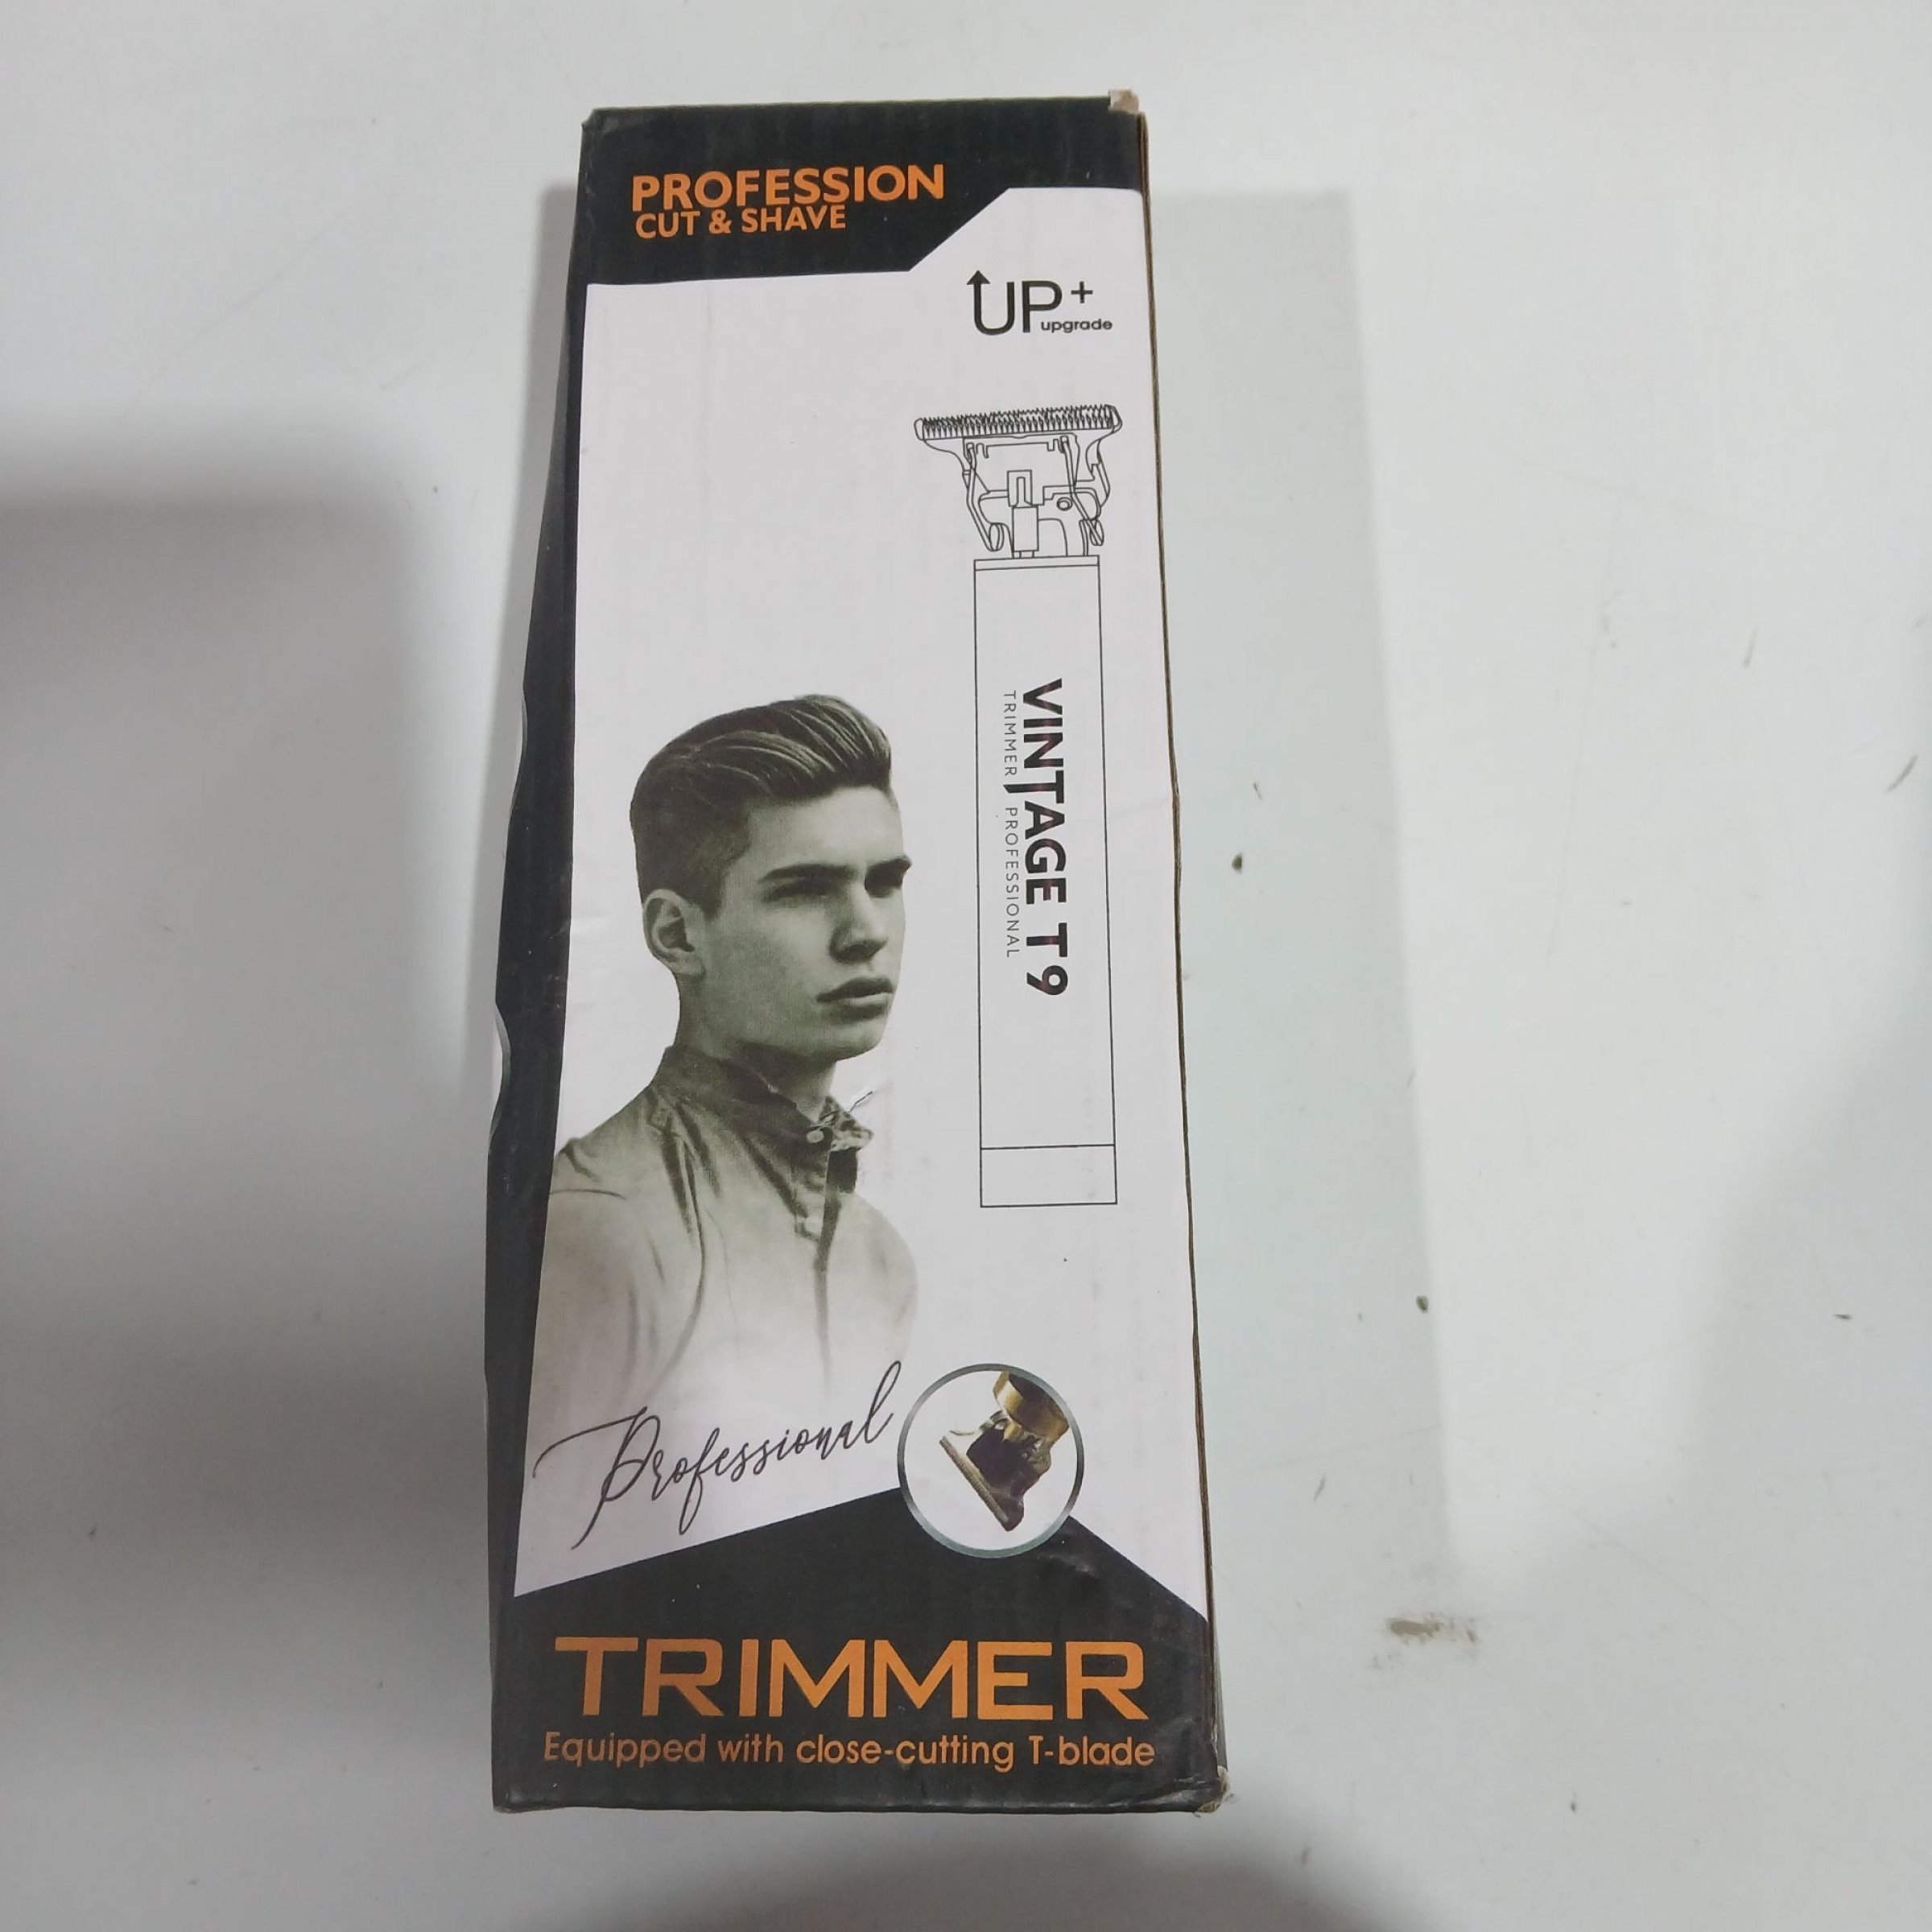 PROFESSION
CUT & SHAVE
UP+
upgrade
VINTAGE T9
TRIMMER PROFESSIONAL
Professional
TRIMMER
Equipped with close-cutting T-blade